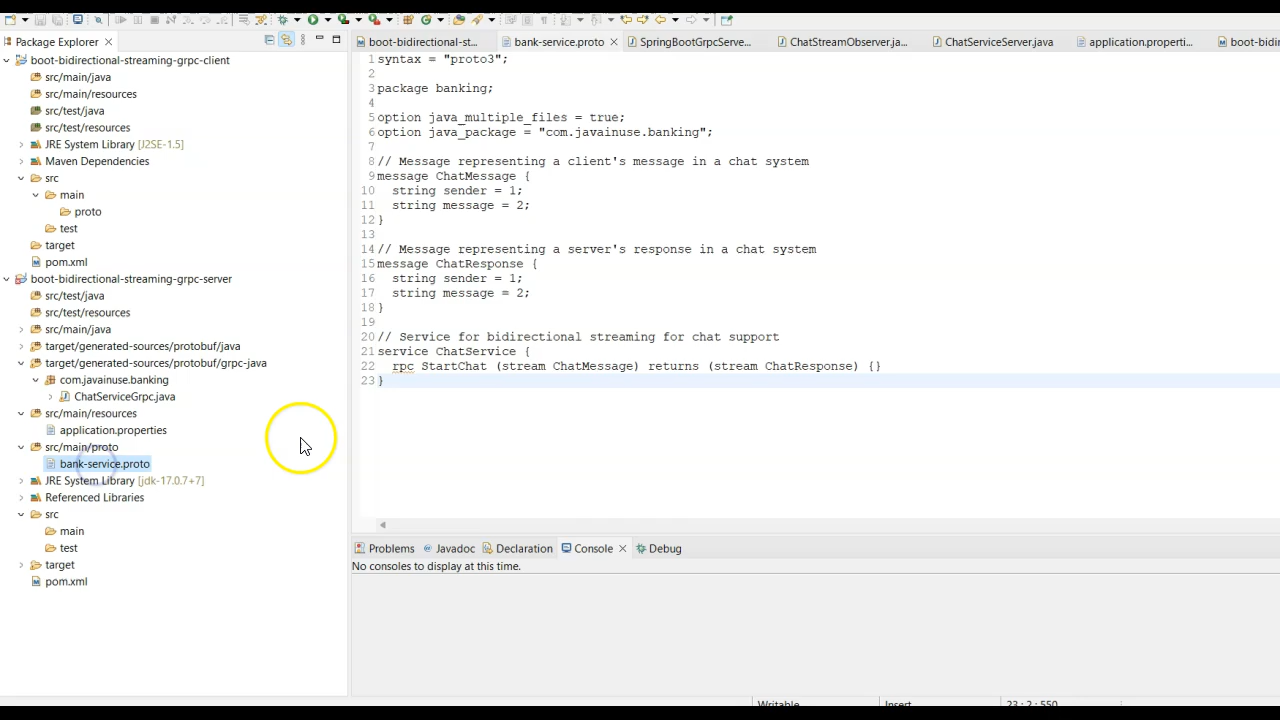 Package Explorer
boot-bidirectional-streaming-grpc-client
src/main/java
src/main/resources
src/test/java
src/test/resources
JRE System Library [J2SE-1.5]
Maven Dependencies
src
main
proto
test
target
pom.xml
boot-bidirectional-streaming-grpc-server
src/test/java
src/test/resources
src/main/java
target/generated-sources/protobuf/java
target/generated-sources/protobuf/grpc-java
com.javainuse.banking
ChatServiceGrpc.java
src/main/resources
application.properties
src/main/proto
bank-service.proto
JRE System Library [jdk-17.0.7+7]
Referenced Libraries
src
main
test
target
pom.xml
boot-bidirectional-st... bank-service.proto SpringBootGrpcServe... ChatStreamObserver.ja... ChatServiceServer.java application.properti... boot-bidi
1 syntax = "proto3";
2
3 package banking;
4
5 option java_multiple_files = true;
6 option java_package = "com.javainuse.banking";
7
8 // Message representing a client's message in a chat system
9 message ChatMessage {
10 string sender = 1;
11 string message = 2;
12 }
13
14 // Message representing a server's response in a chat system
15 message ChatResponse {
16 string sender = 1;
17 string message = 2;
18 }
19
20 // Service for bidirectional streaming for chat support
21 service ChatService {
22 rpc StartChat (stream ChatMessage) returns (stream ChatResponse) {}
23 }
Problems Javadoc Declaration Console Debug
No consoles to display at this time.
Writable Insert 23 : 2 : 550